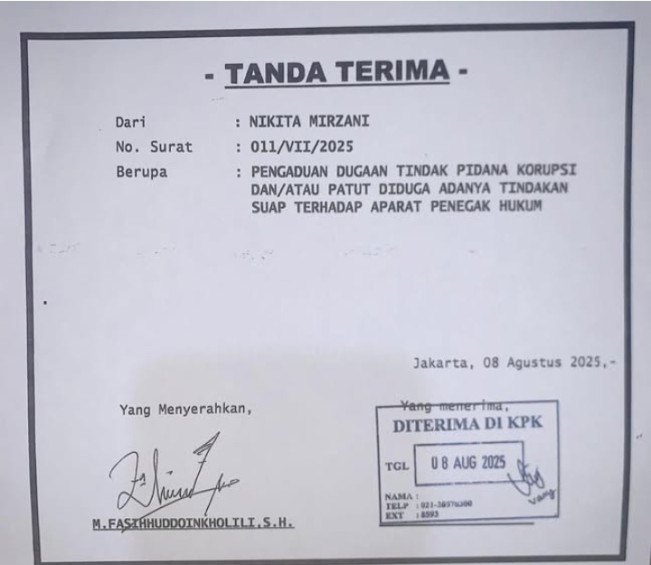 - TANDA TERIMA -
Dari : NIKITA MIRZANI
No. Surat : 011/VII/2025
Berupa : PENGADUAN DUGAAN TINDAK PIDANA KORUPSI
DAN/ATAU PATUT DIDUGA ADANYA TINDAKAN
SUAP TERHADAP APARAT PENEGAK HUKUM
Jakarta, 08 Agustus 2025,-
Yang Menyerahkan,
Yang menerima,
DITERIMA DI KPK
TGL 08 AUG 2025
NAMA :
TELP :
EXT :
M.FASIHHUDDOINKHOLILI,S.H.